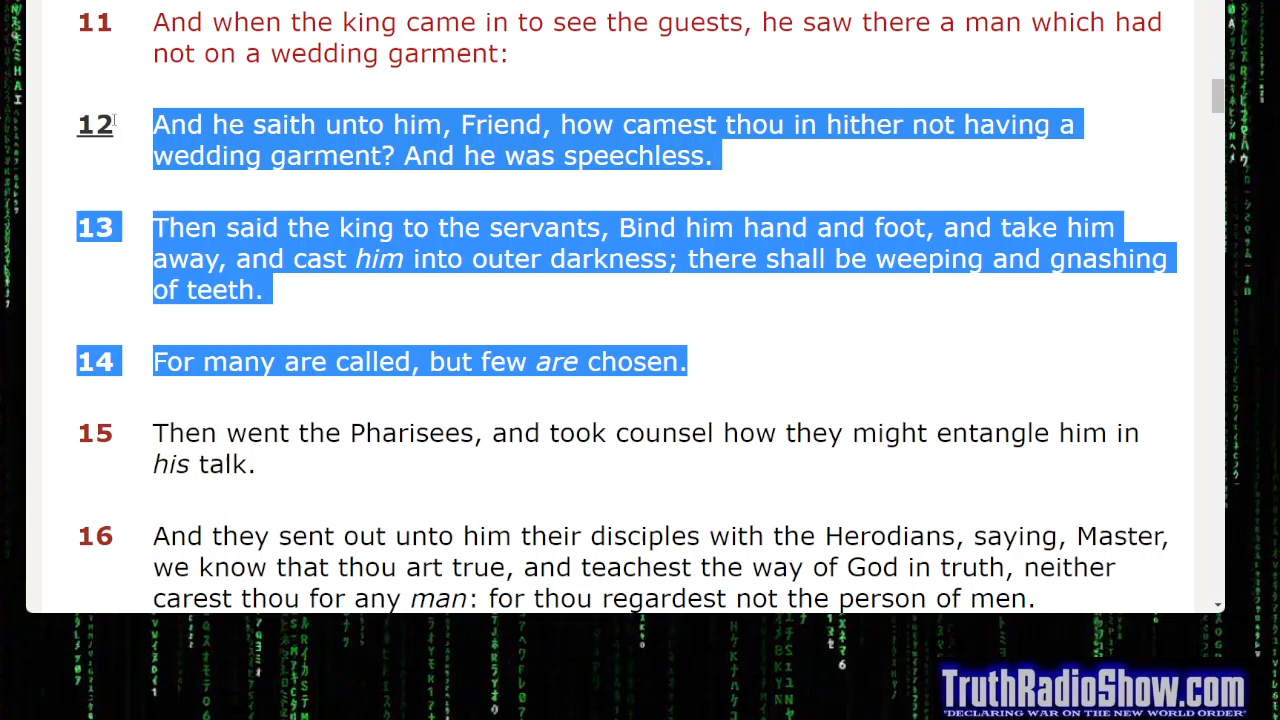 11 And when the king came in to see the guests, he saw there a man which had
not on a wedding garment:
12 And he saith unto him, Friend, how camest thou in hither not having a
wedding garment? And he was speechless.
13 Then said the king to the servants, Bind him hand and foot, and take him
away, and cast him into outer darkness; there shall be weeping and gnashing
of teeth.
14 For many are called, but few are chosen.
15 Then went the Pharisees, and took counsel how they might entangle him in
his talk.
16 And they sent out unto him their disciples with the Herodians, saying, Master,
we know that thou art true, and teachest the way of God in truth, neither
carest thou for any man: for thou regardest not the person of men.
TruthRadioShow.com
"DECLARING WAR ON THE NEW WORLD ORDER"